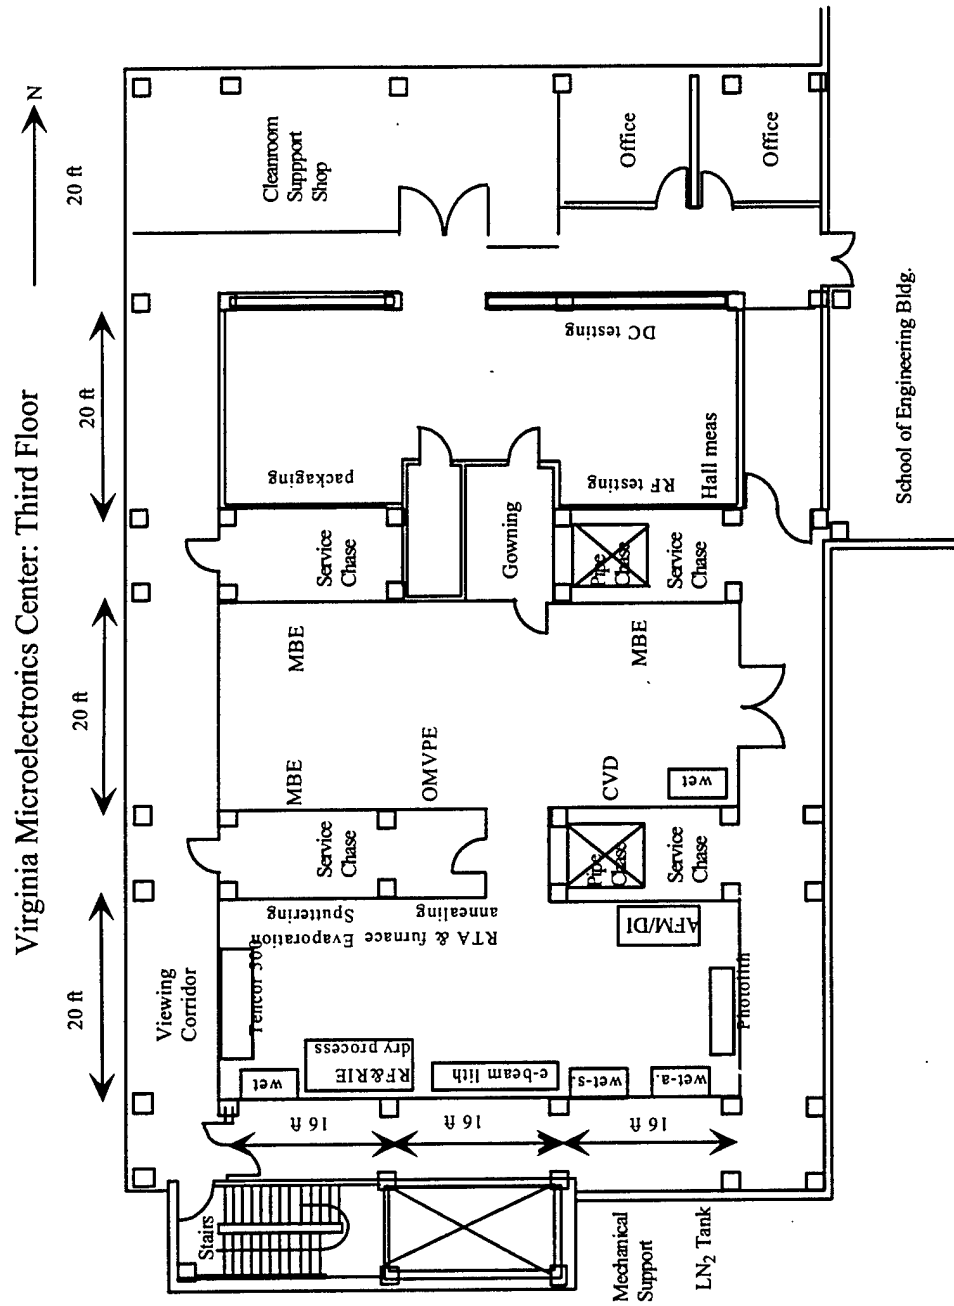 Virginia Microelectronics Center: Third Floor
N
20 ft
20 ft
20 ft
20 ft
Cleanroom
Suppport
Shop
Office
Office
School of Engineering Bldg.
DC testing
packaging
RF testing
Hall meas
Gowning
Service
Chase
Pipe
Chase
Service
Chase
MBE
MBE
MBE
OMVPE
CVD
wet
Service
Chase
Pipe
Chase
Service
Chase
Viewing
Corridor
Tencor 300
Sputtering
Evaporation
RTA & furnace
annealing
AFM/DI
Photolith
wet
RF&RIE
dry process
e-beam lith
wet-s.
wet-a.
16 ft
16 ft
16 ft
Stairs
Mechanical
Support
LN₂ Tank